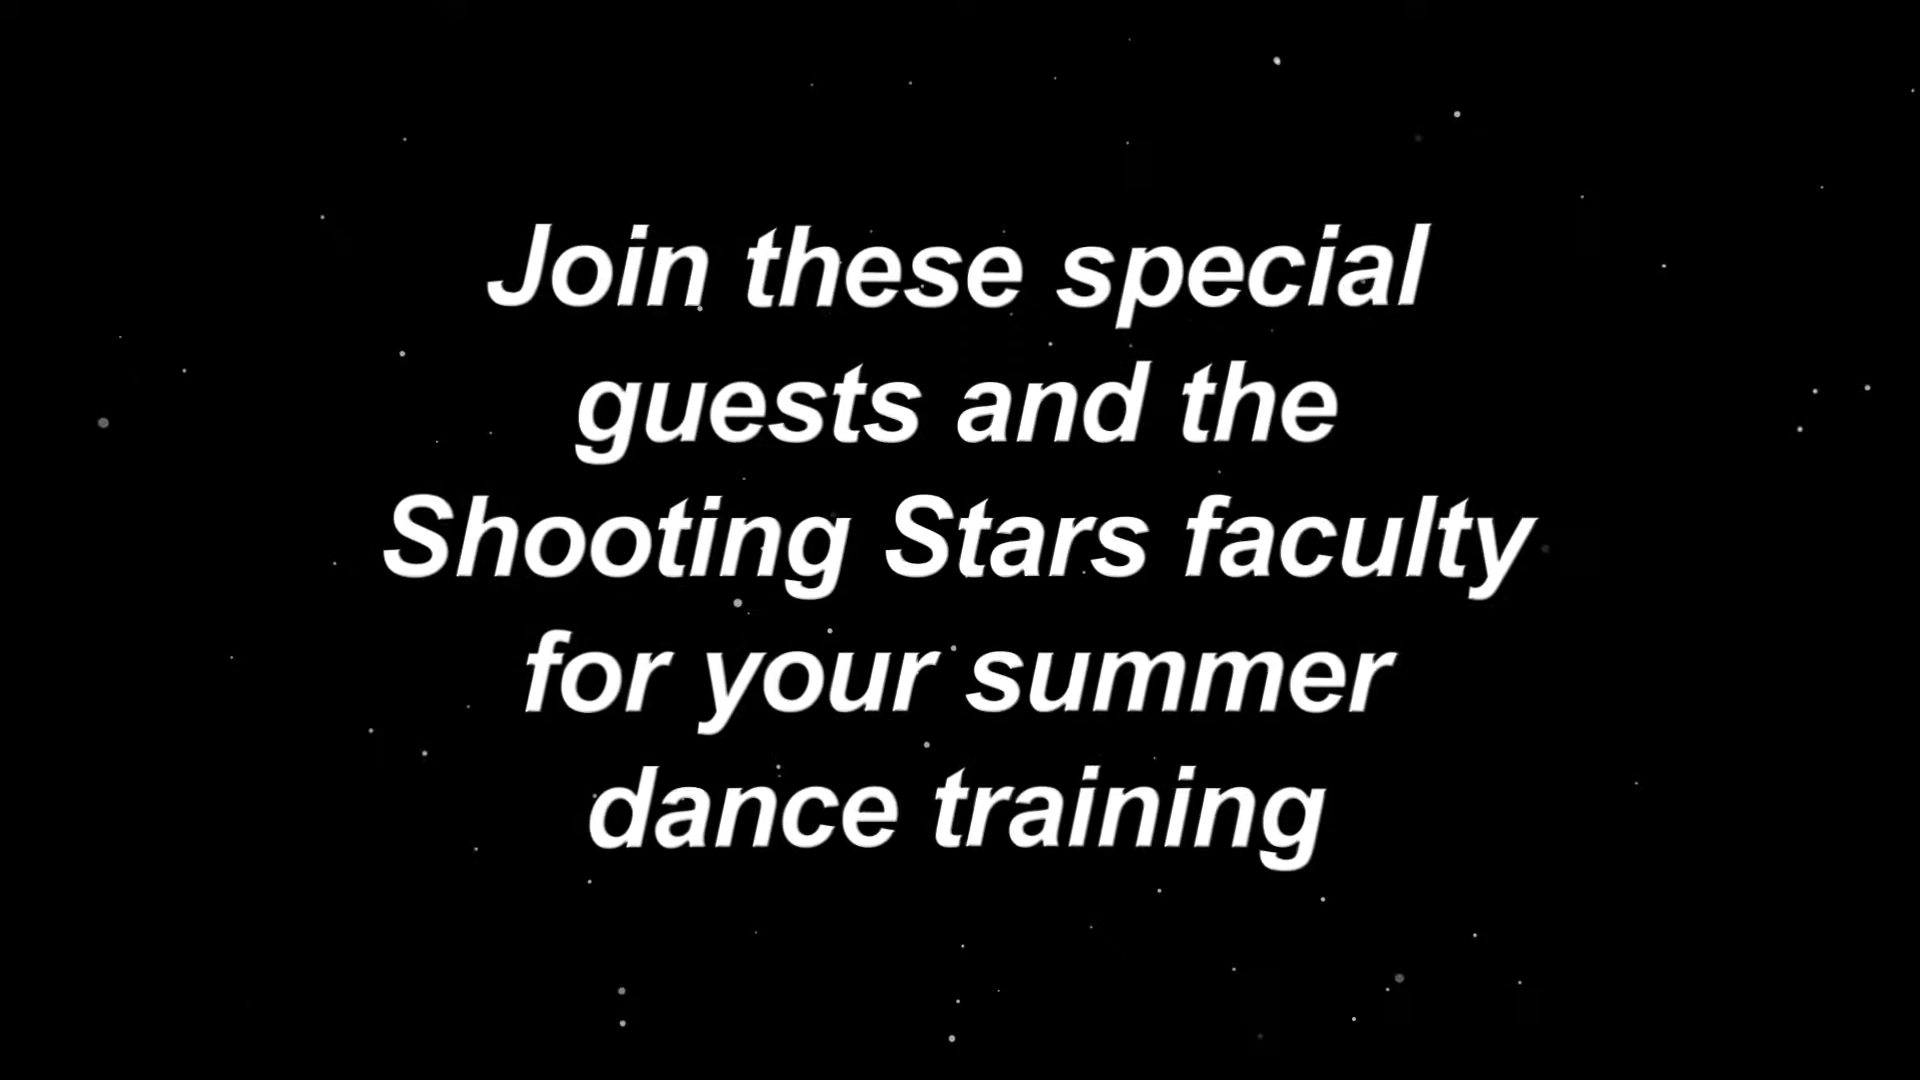 Join these special
guests and the
Shooting Stars faculty
for your summer
dance training